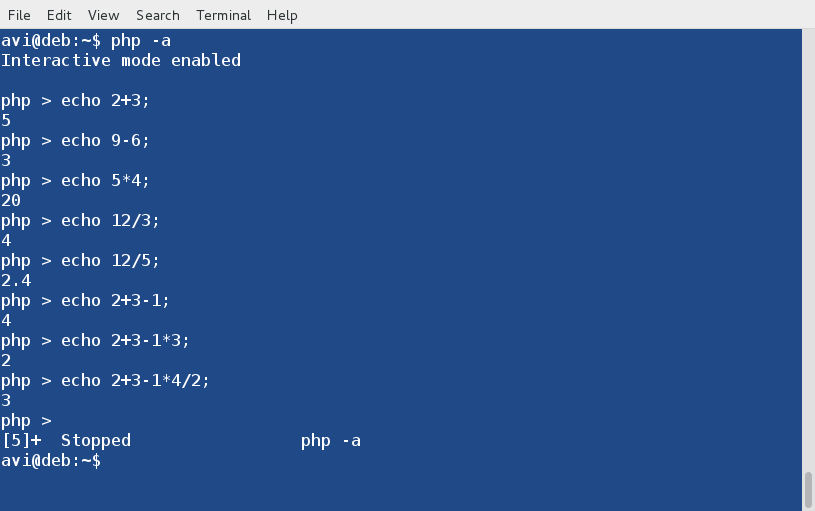 File Edit View Search Terminal Help
avi@deb:~$ php -a
Interactive mode enabled
php > echo 2+3;
5
php > echo 9-6;
3
php > echo 5*4;
20
php > echo 12/3;
4
php > echo 12/5;
2.4
php > echo 2+3-1;
4
php > echo 2+3-1*3;
2
php > echo 2+3-1*4/2;
3
php >
[5]+  Stopped                 php -a
avi@deb:~$